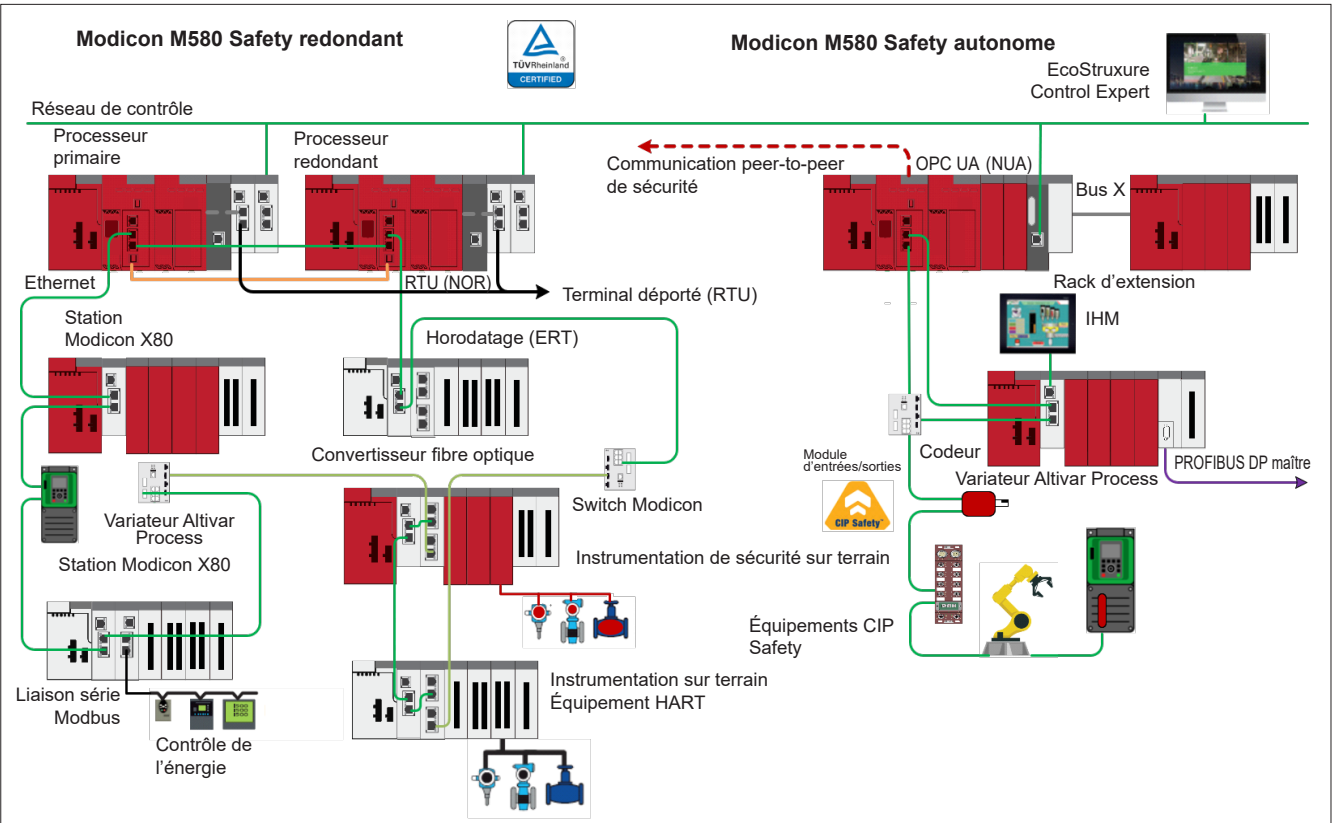 Modicon M580 Safety redondant
TÜVRheinland
CERTIFIED
Modicon M580 Safety autonome
EcoStruxure
Control Expert
Réseau de contrôle
Processeur
primaire
Processeur
redondant
Communication peer-to-peer
de sécurité
OPC UA (NUA)
Bus X
Ethernet
RTU (NOR)
Terminal déporté (RTU)
Rack d'extension
IHM
Station
Modicon X80
Horodatage (ERT)
Convertisseur fibre optique
Switch Modicon
Variateur Altivar
Process
Station Modicon X80
Module
d'entrées/sorties
CIP Safety
Codeur
Variateur Altivar Process
PROFIBUS DP maître
Instrumentation de sécurité sur terrain
Équipements CIP
Safety
Liaison série
Modbus
Contrôle de
l'énergie
Instrumentation sur terrain
Équipement HART